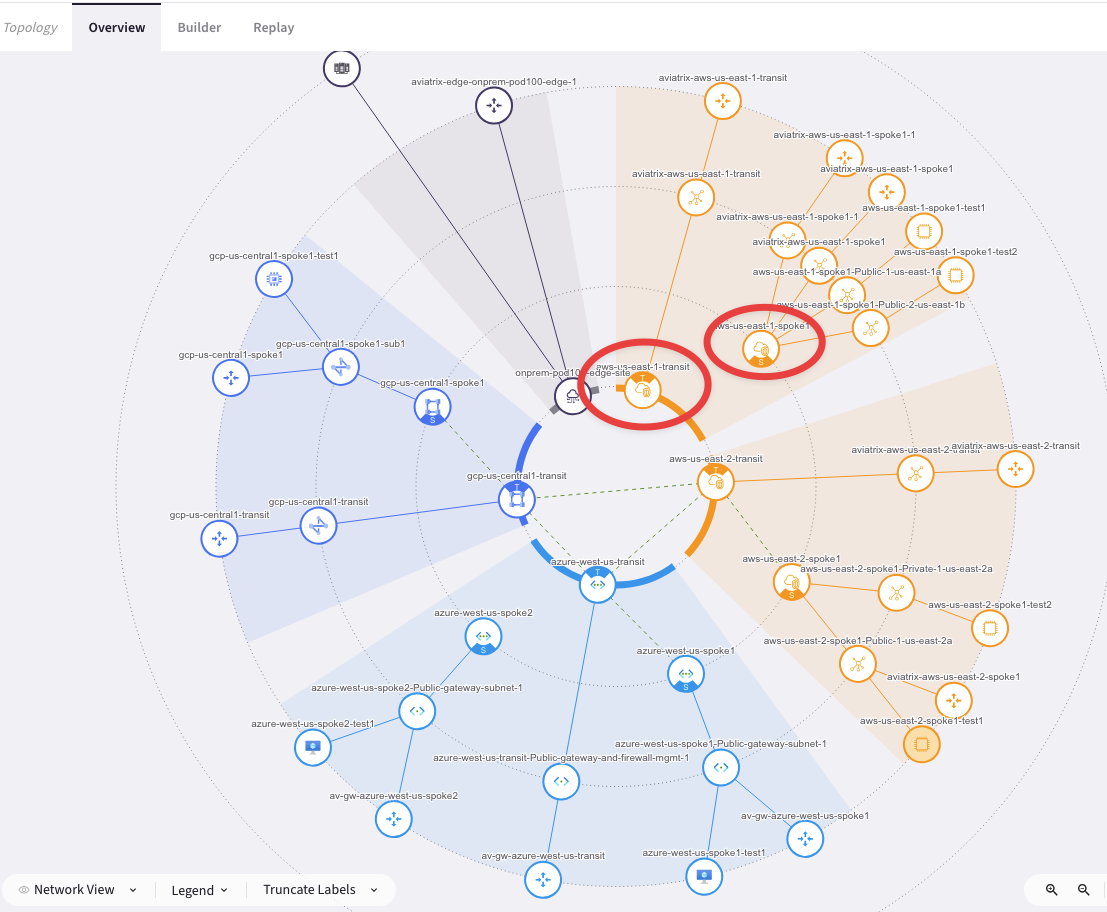 Topology
Overview
Builder
Replay
aviatrix-edge-onprem-pod100-edge-1
aviatrix-aws-us-east-1-transit
aviatrix-aws-us-east-1-spoke1-1
aviatrix-aws-us-east-1-spoke1
aviatrix-aws-us-east-1-transit
aws-us-east-1-spoke1-test1
aviatrix-aws-us-east-1-spoke1-1
aviatrix-aws-us-east-1-spoke1
aws-us-east-1-spoke1-test2
gcp-us-central1-spoke1-test1
aws-us-east-1-spoke1-Public-1-us-east-1a
aws-us-east-1-spoke1-Public-2-us-east-1b
aws-us-east-1-spoke1
S
gcp-us-central1-spoke1-sub1
gcp-us-central1-spoke1
aws-us-east-1-transit
onprem-pod100-edge-site
T
gcp-us-central1-spoke1
S
aviatrix-aws-us-east-2-transit
aviatrix-aws-us-east-2-transit
aws-us-east-2-transit
T
gcp-us-central1-transit
T
gcp-us-central1-transit
gcp-us-central1-transit
azure-west-us-transit
T
aws-us-east-2-spoke1
S
aws-us-east-2-spoke1-Private-1-us-east-2a
aws-us-east-2-spoke1-test2
azure-west-us-spoke2
S
aws-us-east-2-spoke1-Public-1-us-east-2a
azure-west-us-spoke1
S
aviatrix-aws-us-east-2-spoke1
azure-west-us-spoke2-Public-gateway-subnet-1
azure-west-us-spoke2-test1
aws-us-east-2-spoke1-test1
azure-west-us-spoke1-Public-gateway-subnet-1
azure-west-us-transit-Public-gateway-and-firewall-mgmt-1
av-gw-azure-west-us-spoke2
av-gw-azure-west-us-spoke1
azure-west-us-spoke1-test1
av-gw-azure-west-us-transit
Network View
Legend
Truncate Labels